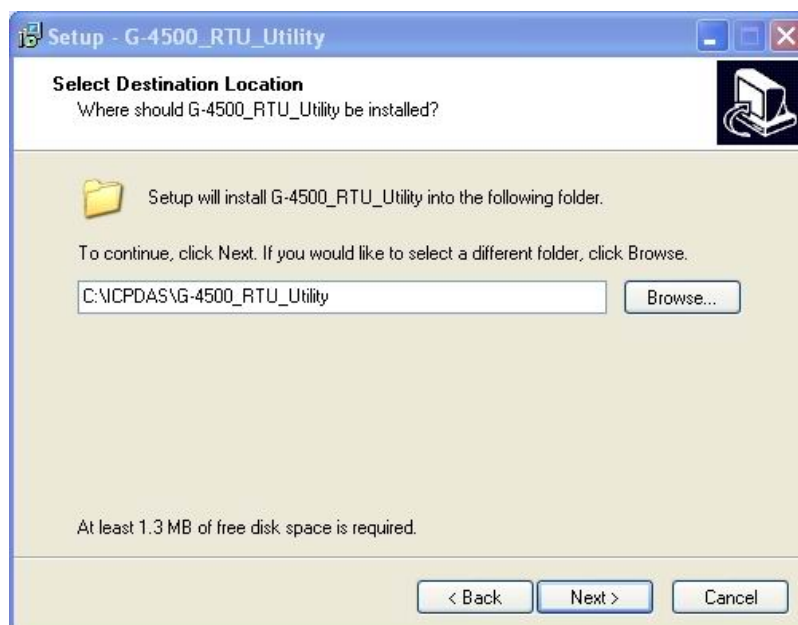 Setup - G-4500_RTU_Utility
Select Destination Location
Where should G-4500_RTU_Utility be installed?
Setup will install G-4500_RTU_Utility into the following folder.
To continue, click Next. If you would like to select a different folder, click Browse.
C:\ICPDAS\G-4500_RTU_Utility
Browse...
At least 1.3 MB of free disk space is required.
< Back
Next >
Cancel